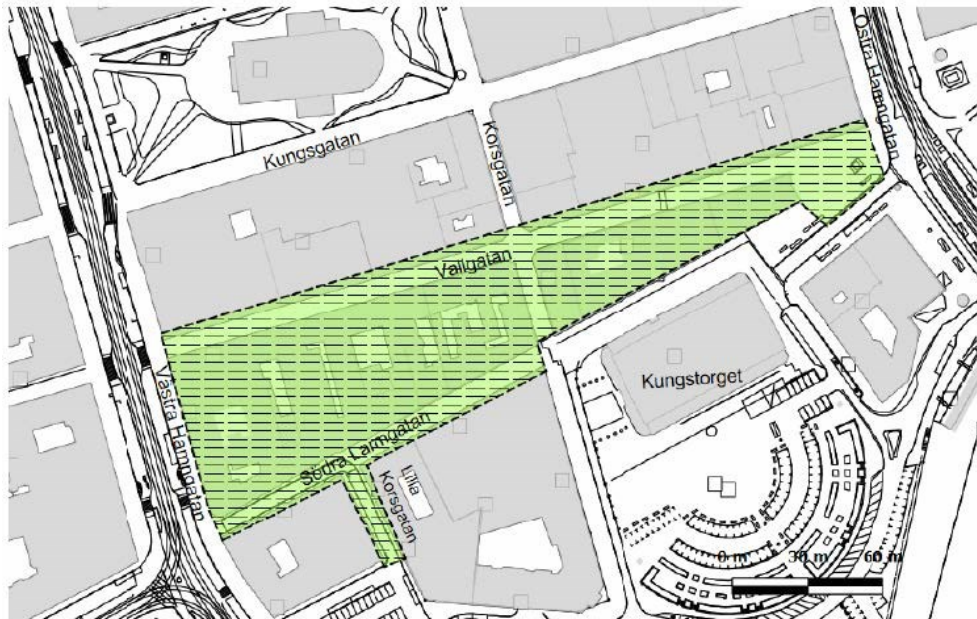 Östra Hamngatan
Kungsgatan
Korsgatan
Vallgatan
Västra Hamngatan
Södra Larmgatan
Lilla
Korsgatan
Kungstorget
0 m 30 m 60 m